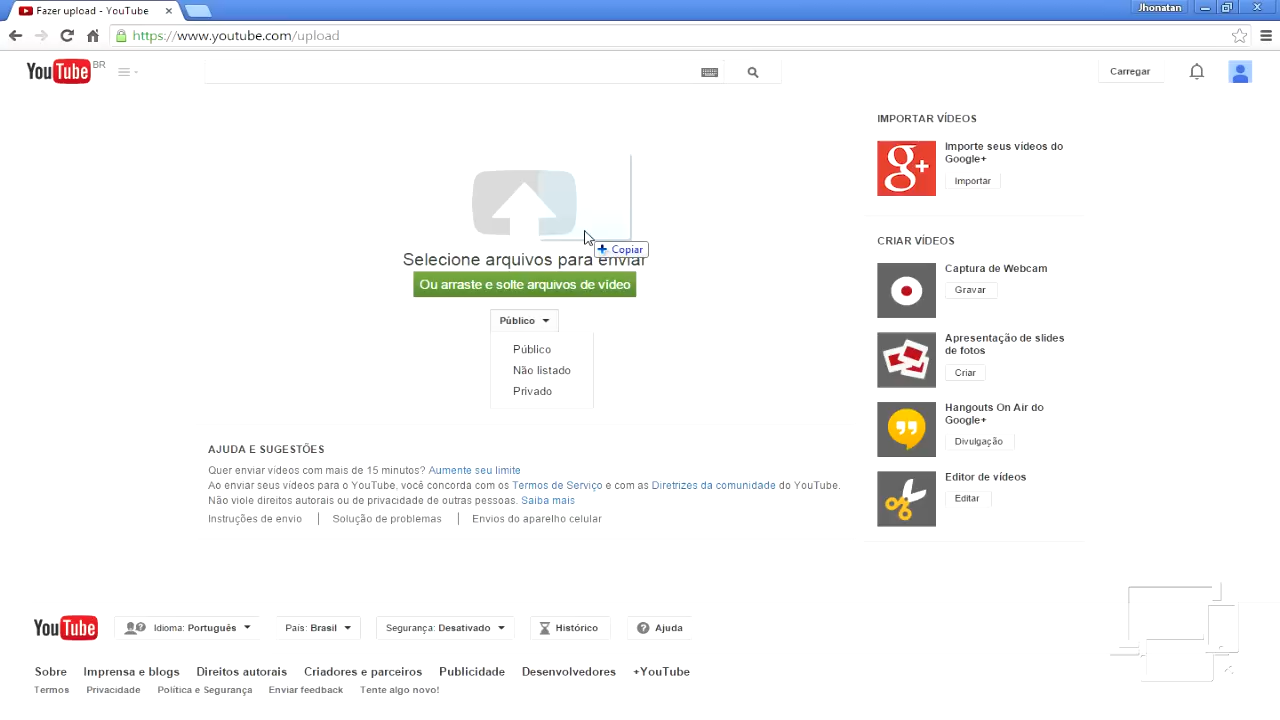 Fazer upload - YouTube
Jhonatan
https://www.youtube.com/upload
YouTube BR
Carregar
Selecione arquivos para enviar
Copiar
Ou arraste e solte arquivos de vídeo
Público
Público
Não listado
Privado
IMPORTAR VÍDEOS
Importe seus vídeos do
Google+
Importar
CRIAR VÍDEOS
Captura de Webcam
Gravar
Apresentação de slides
de fotos
Criar
Hangouts On Air do
Google+
Divulgação
Editor de vídeos
Editar
AJUDA E SUGESTÕES
Quer enviar vídeos com mais de 15 minutos? Aumente seu limite
Ao enviar seus vídeos para o YouTube, você concorda com os Termos de Serviço e com as Diretrizes da comunidade do YouTube.
Não viole direitos autorais ou de privacidade de outras pessoas. Saiba mais
Instruções de envio Solução de problemas Envios do aparelho celular
YouTube Idioma: Português País: Brasil Segurança: Desativado Histórico Ajuda
Sobre Imprensa e blogs Direitos autorais Criadores e parceiros Publicidade Desenvolvedores +YouTube
Termos Privacidade Política e Segurança Enviar feedback Tente algo novo!